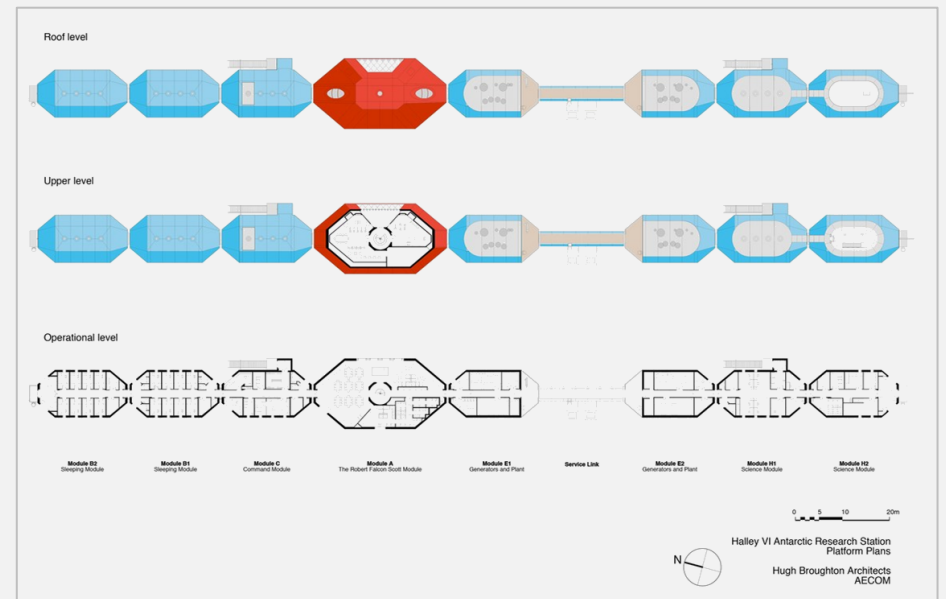 Roof level
Upper level
Operational level
Module B2
Sleeping Module
Module B1
Sleeping Module
Module C
Command Module
Module A
The Robert Falcon Scott Module
Module E1
Generators and Plant
Service Link
Module E2
Generators and Plant
Module H1
Science Module
Module H2
Science Module
0 5 10 20m
Halley VI Antarctic Research Station
Platform Plans
N
Hugh Broughton Architects
AECOM